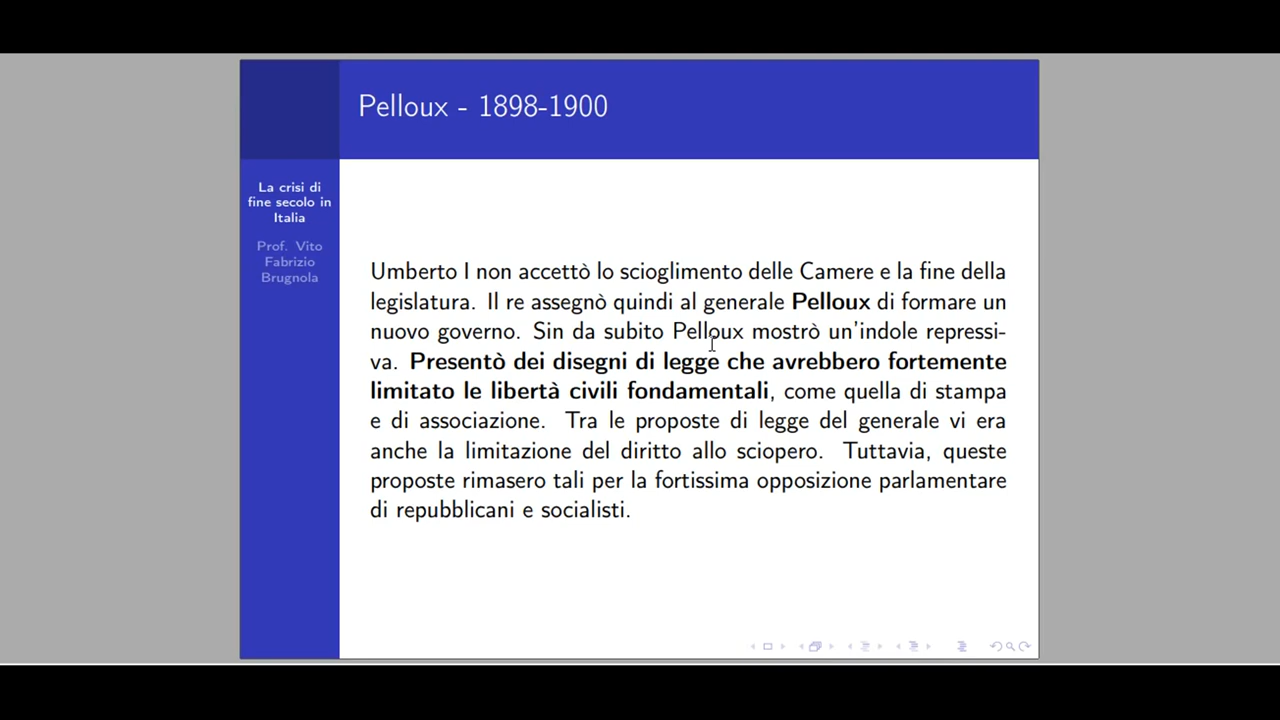 Pelloux - 1898-1900
La crisi di
fine secolo in
Italia
Prof. Vito
Fabrizio
Brugnola
Umberto I non accettò lo scioglimento delle Camere e la fine della
legislatura. Il re assegnò quindi al generale Pelloux di formare un
nuovo governo. Sin da subito Pelloux mostrò un'indole repressi-
va. Presentò dei disegni di legge che avrebbero fortemente
limitato le libertà civili fondamentali, come quella di stampa
e di associazione. Tra le proposte di legge del generale vi era
anche la limitazione del diritto allo sciopero. Tuttavia, queste
proposte rimasero tali per la fortissima opposizione parlamentare
di repubblicani e socialisti.